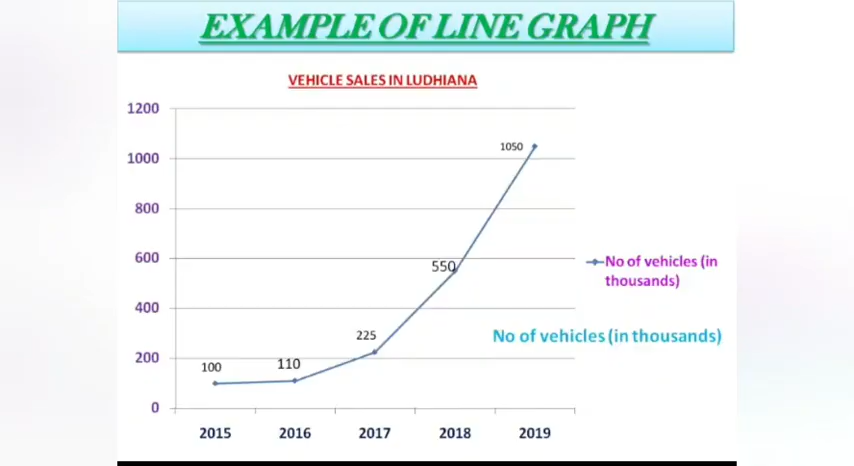 EXAMPLE OF LINE GRAPH
VEHICLE SALES IN LUDHIANA
1200
1000
800
600
400
200
0
100
110
225
550
1050
2015 2016 2017 2018 2019
No of vehicles (in
thousands)
No of vehicles (in thousands)